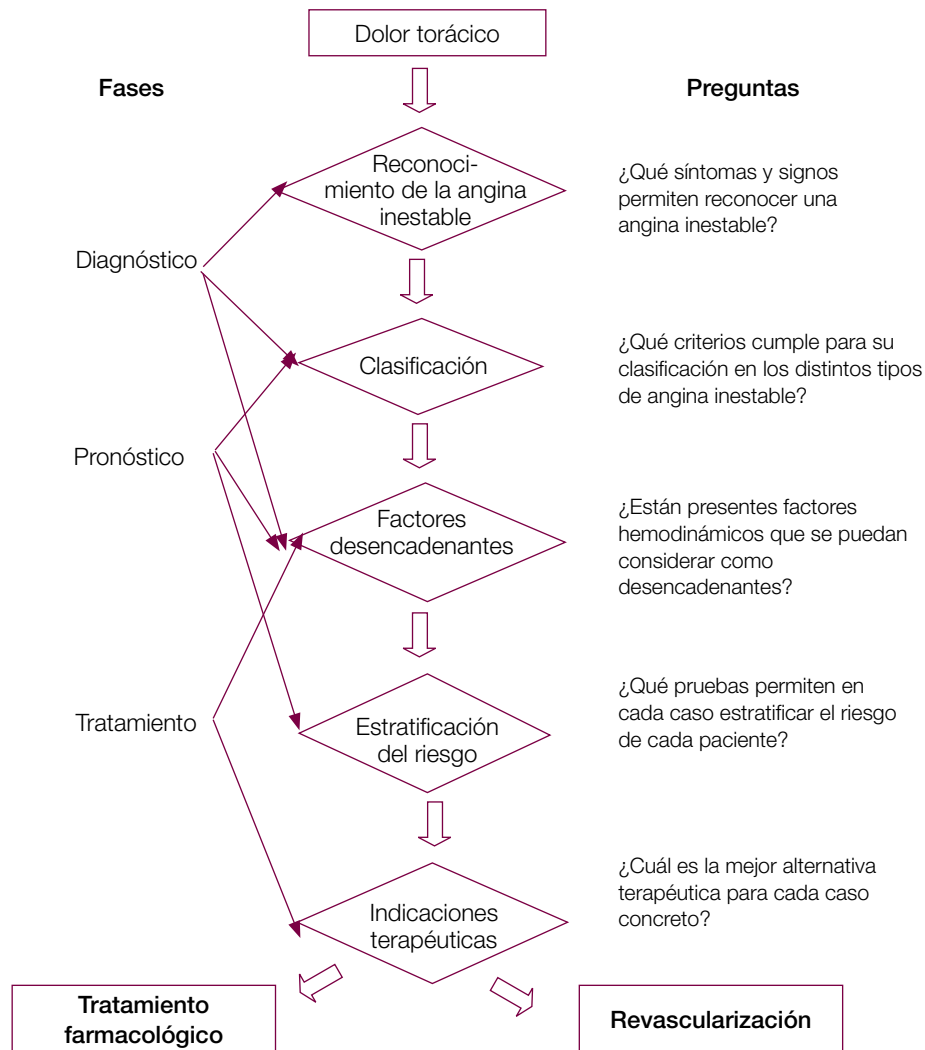 Dolor torácico
Fases
Preguntas
Reconoci-
miento de la angina
inestable
¿Qué síntomas y signos
permiten reconocer una
angina inestable?
Diagnóstico
Clasificación
¿Qué criterios cumple para su
clasificación en los distintos tipos
de angina inestable?
Pronóstico
Factores
desencadenantes
¿Están presentes factores
hemodinámicos que se puedan
considerar como
desencadenantes?
Tratamiento
Estratificación
del riesgo
¿Qué pruebas permiten en
cada caso estratificar el riesgo
de cada paciente?
Indicaciones
terapéuticas
¿Cuál es la mejor alternativa
terapéutica para cada caso
concreto?
Tratamiento
farmacológico
Revascularización